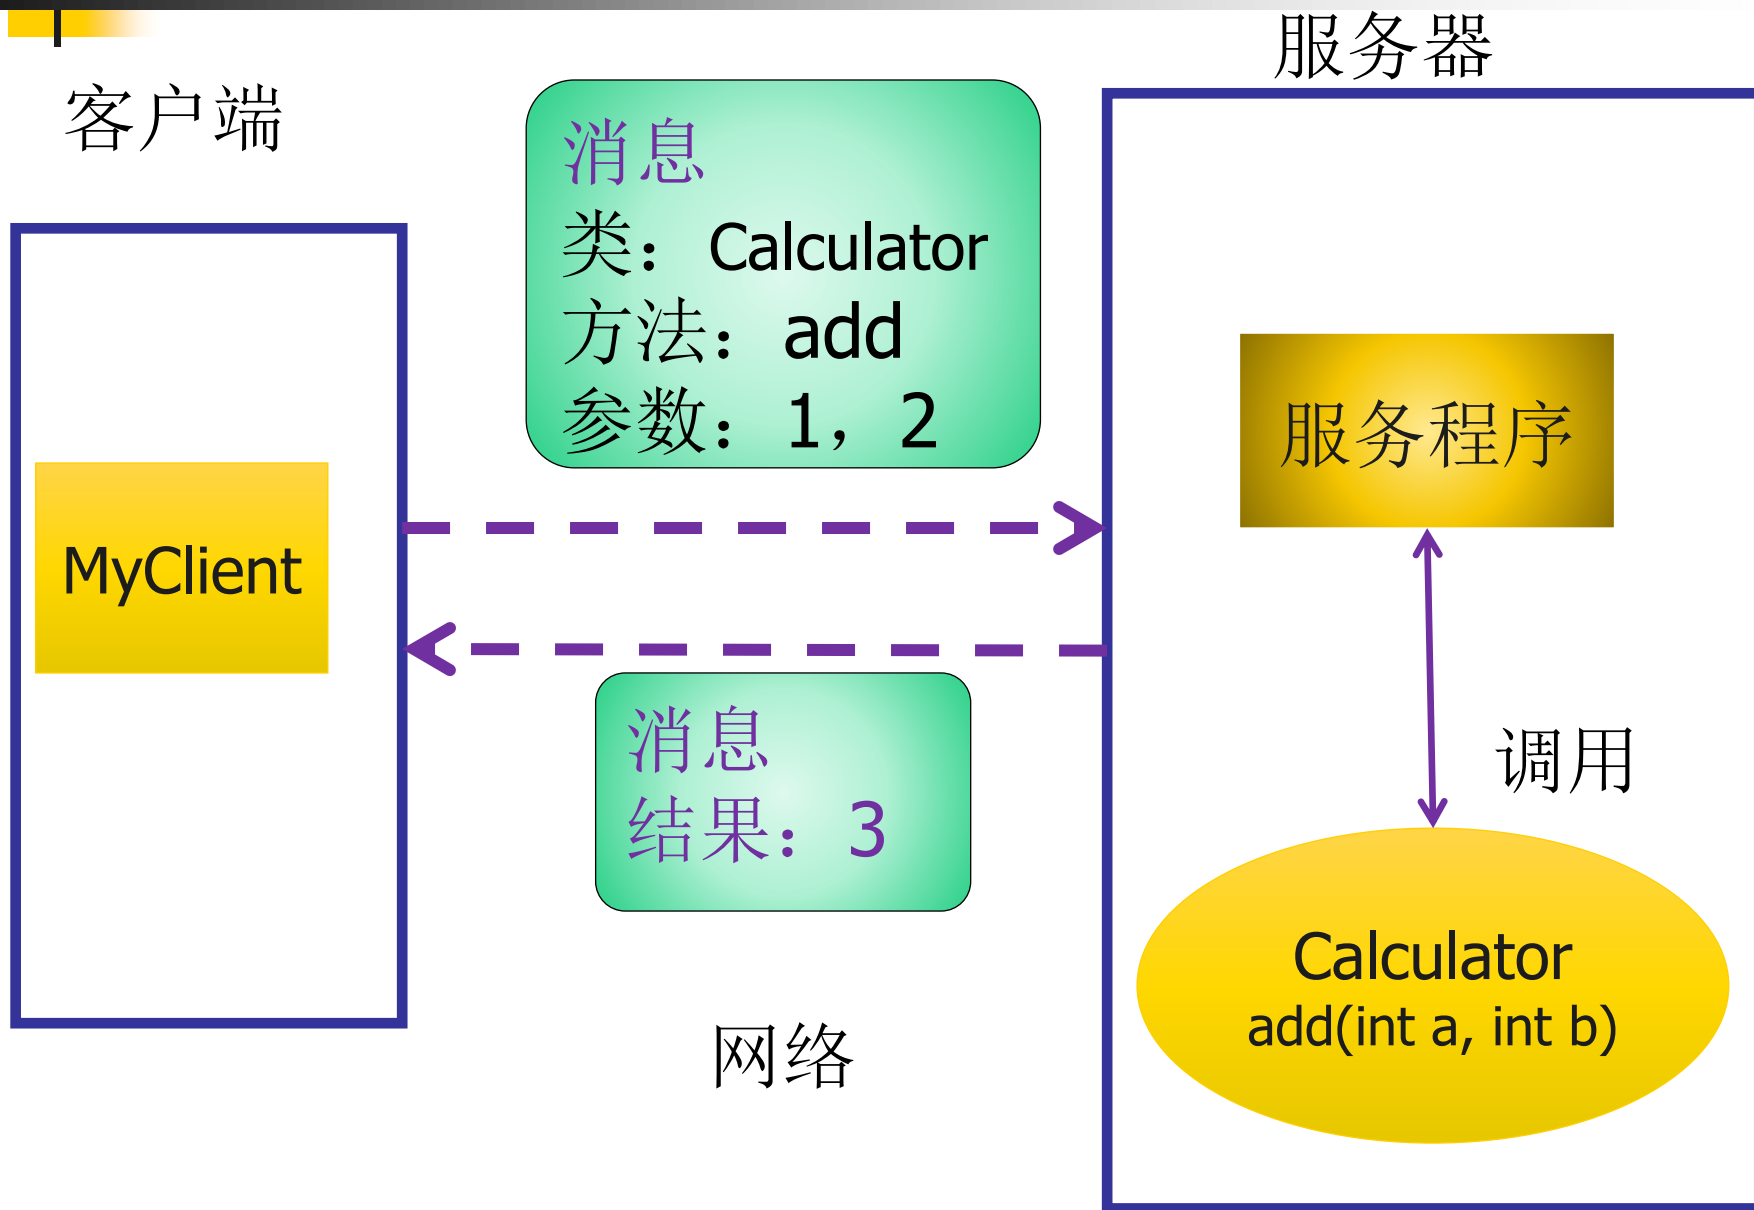 服务器
客户端
消息
类：Calculator
方法：add
参数：1，2
服务程序
MyClient
消息
结果：3
调用
Calculator
add(int a, int b)
网络